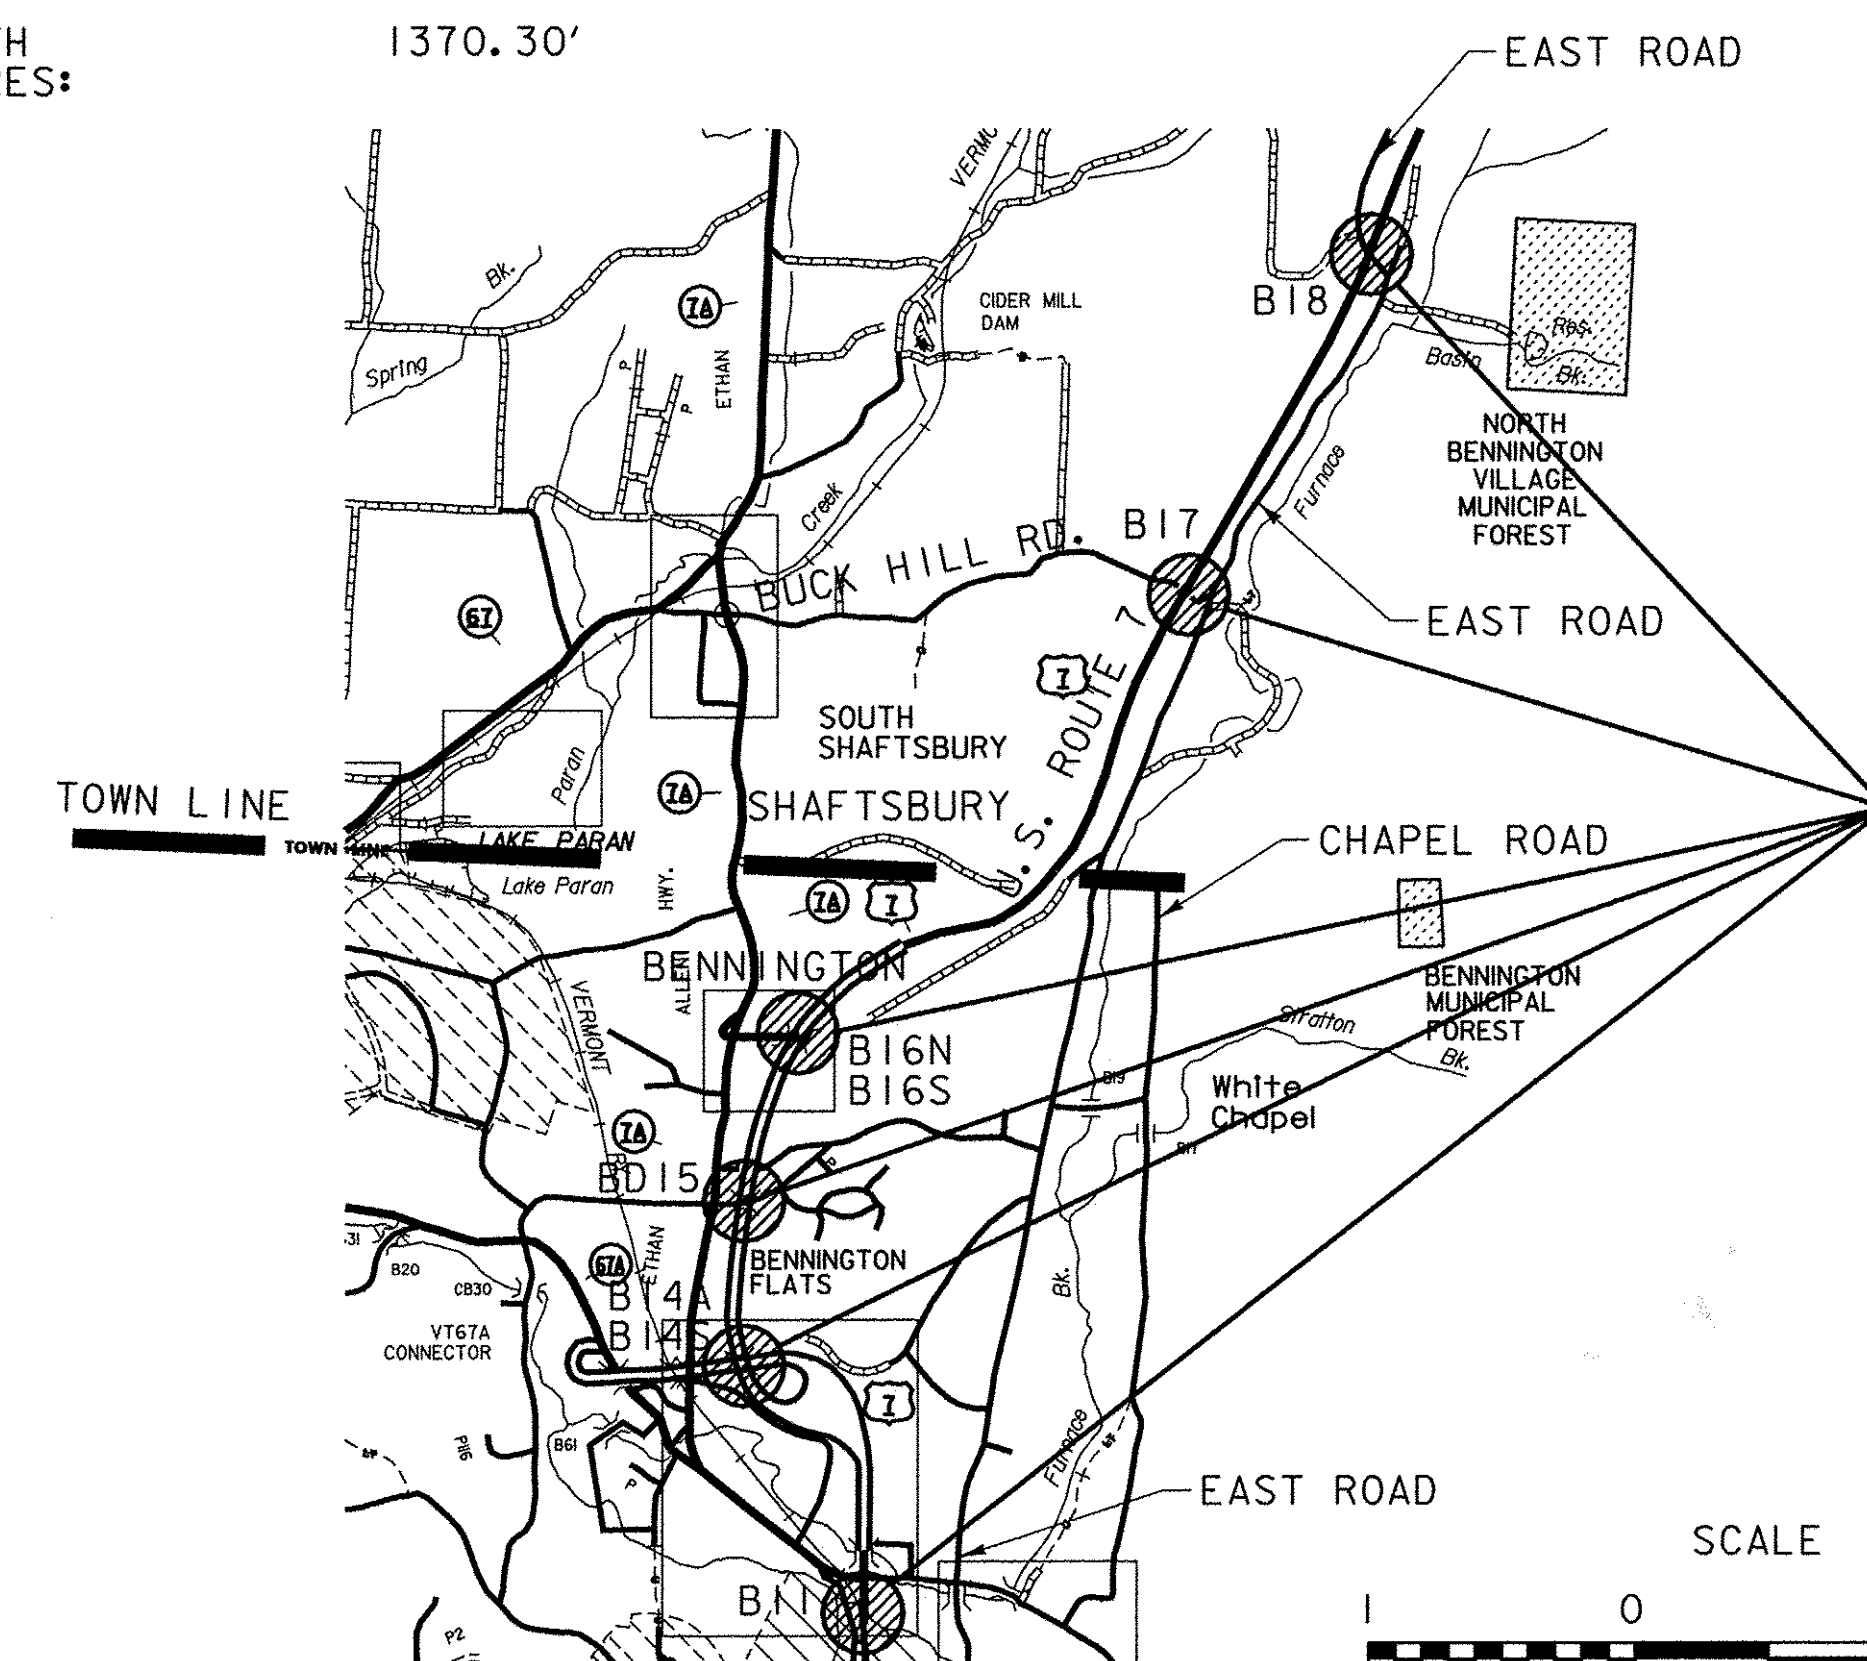 TH
ES:
1370.30'
EAST ROAD
VERMO
B18
Bk.
7A
CIDER MILL
DAM
Res.
Basin
Bk.
Spring
P
P
ETHAN
NORTH
BENNINGTON
VILLAGE
MUNICIPAL
FOREST
Furnace
Creek
B17
BUCK HILL RD.
67
EAST ROAD
7
U.S. ROUTE 7
SOUTH
SHAFTSBURY
Paran
7A
SHAFTSBURY
TOWN LINE
TOWN LINE
LAKE PARAN
Lake Paran
CHAPEL ROAD
HWY.
7A
7
BENNINGTON
ALLEN
VERMONT
BENNINGTON
MUNICIPAL
FOREST
Stratton
Bk.
B16N
B16S
B19
White
Chapel
7A
BD15
P
31
B20
CB30
67A
ETHAN
BENNINGTON
FLATS
Bk.
B14A
B14S
VT67A
CONNECTOR
7
P116
B61
P
Furnace
EAST ROAD
SCALE
B11
1 0
P2